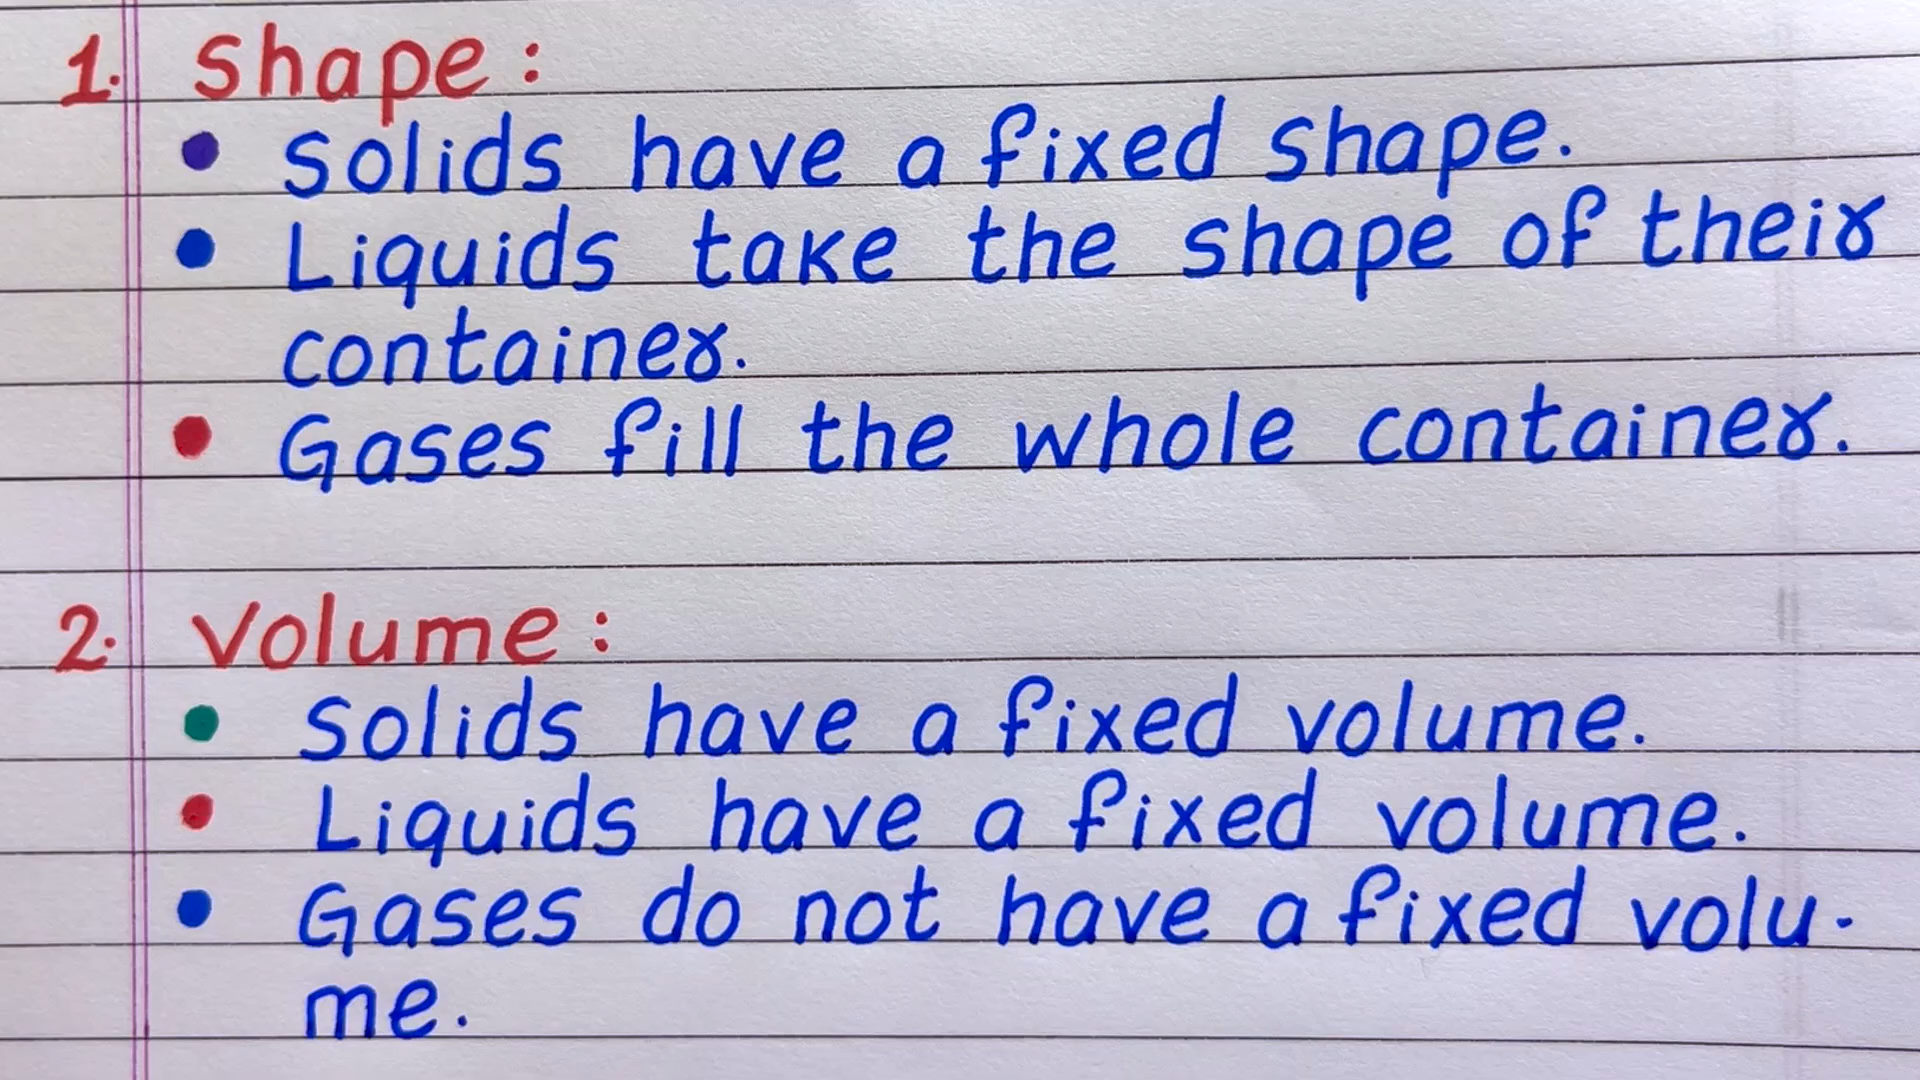 1. Shape:
• Solids have a fixed shape.
• Liquids take the shape of their
container.
• Gases fill the whole container.
2. Volume:
• Solids have a fixed volume.
• Liquids have a fixed volume.
• Gases do not have a fixed volu-
me.